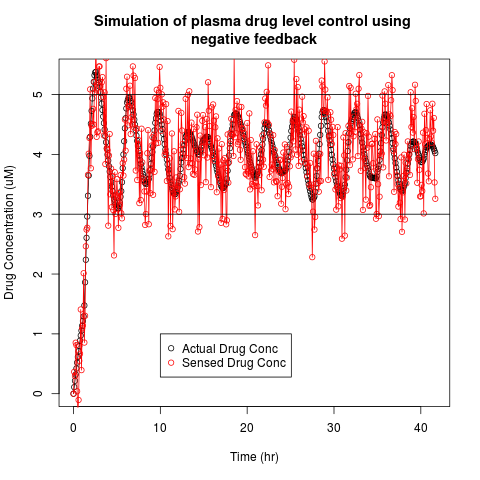 Simulation of plasma drug level control using
negative feedback
Drug Concentration (uM)
5
4
3
2
1
0
Actual Drug Conc
Sensed Drug Conc
0 10 20 30 40
Time (hr)